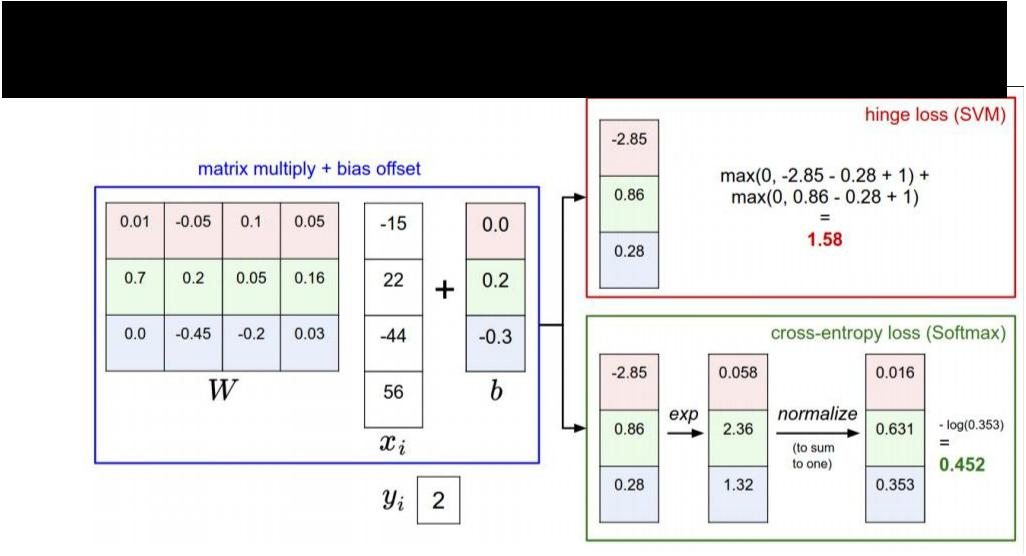 matrix multiply + bias offset
0.01 -0.05 0.1 0.05
0.7 0.2 0.05 0.16
0.0 -0.45 -0.2 0.03
W
-15
22
-44
56
x_i
+
0.0
0.2
-0.3
b
y_i 2
hinge loss (SVM)
-2.85
0.86
0.28
max(0, -2.85 - 0.28 + 1) +
max(0, 0.86 - 0.28 + 1)
=
1.58
cross-entropy loss (Softmax)
-2.85
0.86
0.28
exp
0.058
2.36
1.32
normalize
(to sum
to one)
0.016
0.631
0.353
- log(0.353)
=
0.452